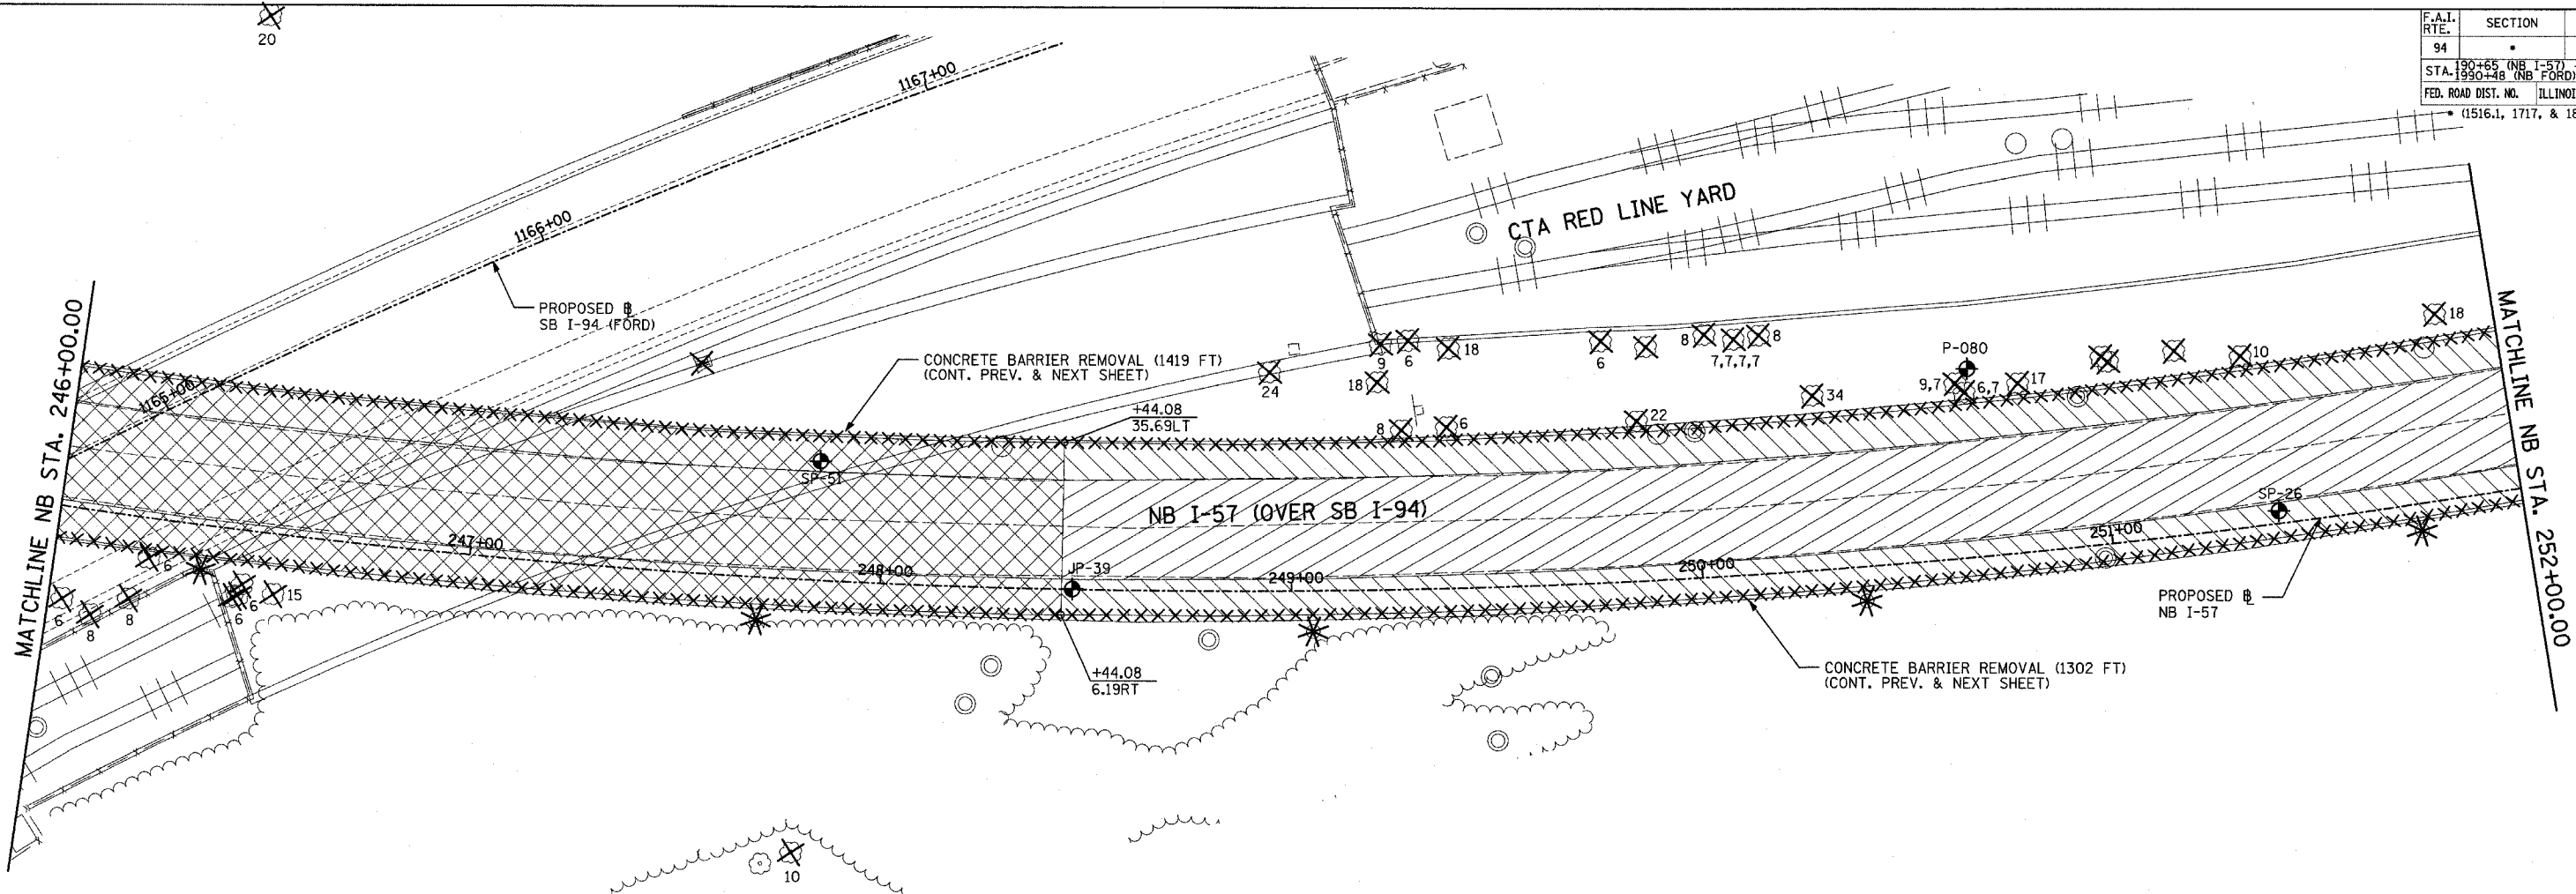 F.A.I.
RTE.
SECTION
94
*
STA. 190+65 (NB I-57)
1990+48 (NB FORD)
FED. ROAD DIST. NO.
* (1516.1, 1717, &
20
1167+00
1166+00
1165+00
PROPOSED
SB I-94 (FORD)
CTA RED LINE YARD
MATCHLINE NB STA. 246+00.00
MATCHLINE NB STA. 252+00.00
CONCRETE BARRIER REMOVAL (1419 FT)
(CONT. PREV. & NEXT SHEET)
+44.08
35.69LT
24
9
6
18
18
8
6
6
8
7,7,7,7
8
22
34
P-080
9,7
6,7
17
10
18
SP-51
NB I-57 (OVER SB I-94)
SP-26
247+00
248+00
JP-39
249+00
250+00
251+00
6
6
8
8
6
6
15
+44.08
6.19RT
PROPOSED
NB I-57
CONCRETE BARRIER REMOVAL (1302 FT)
(CONT. PREV. & NEXT SHEET)
10